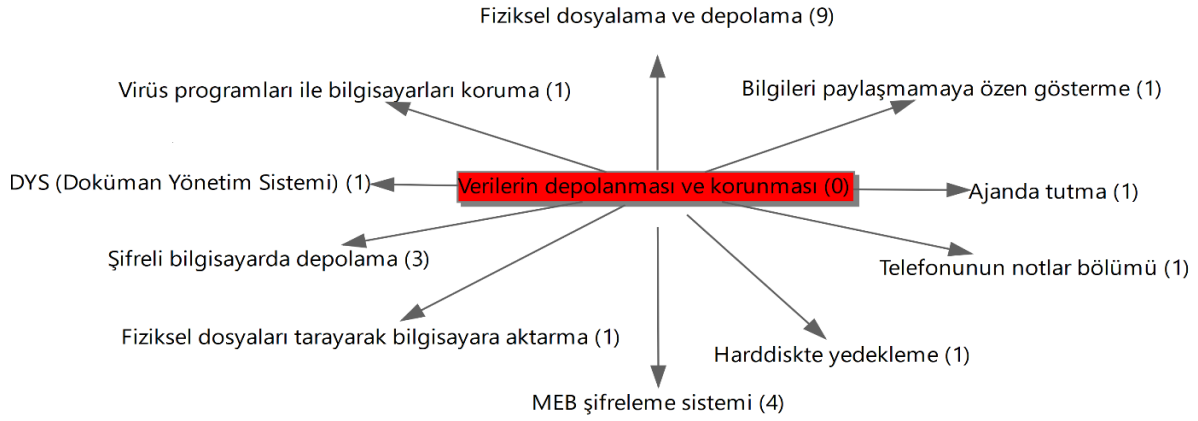 Fiziksel dosyalama ve depolama (9)
Virüs programları ile bilgisayarları koruma (1)
Bilgileri paylaşmamaya özen gösterme (1)
DYS (Doküman Yönetim Sistemi) (1)
Verilerin depolanması ve korunması (0)
Ajanda tutma (1)
Şifreli bilgisayarda depolama (3)
Telefonunun notlar bölümü (1)
Fiziksel dosyaları tarayarak bilgisayara aktarma (1)
Harddiskte yedekleme (1)
MEB şifreleme sistemi (4)